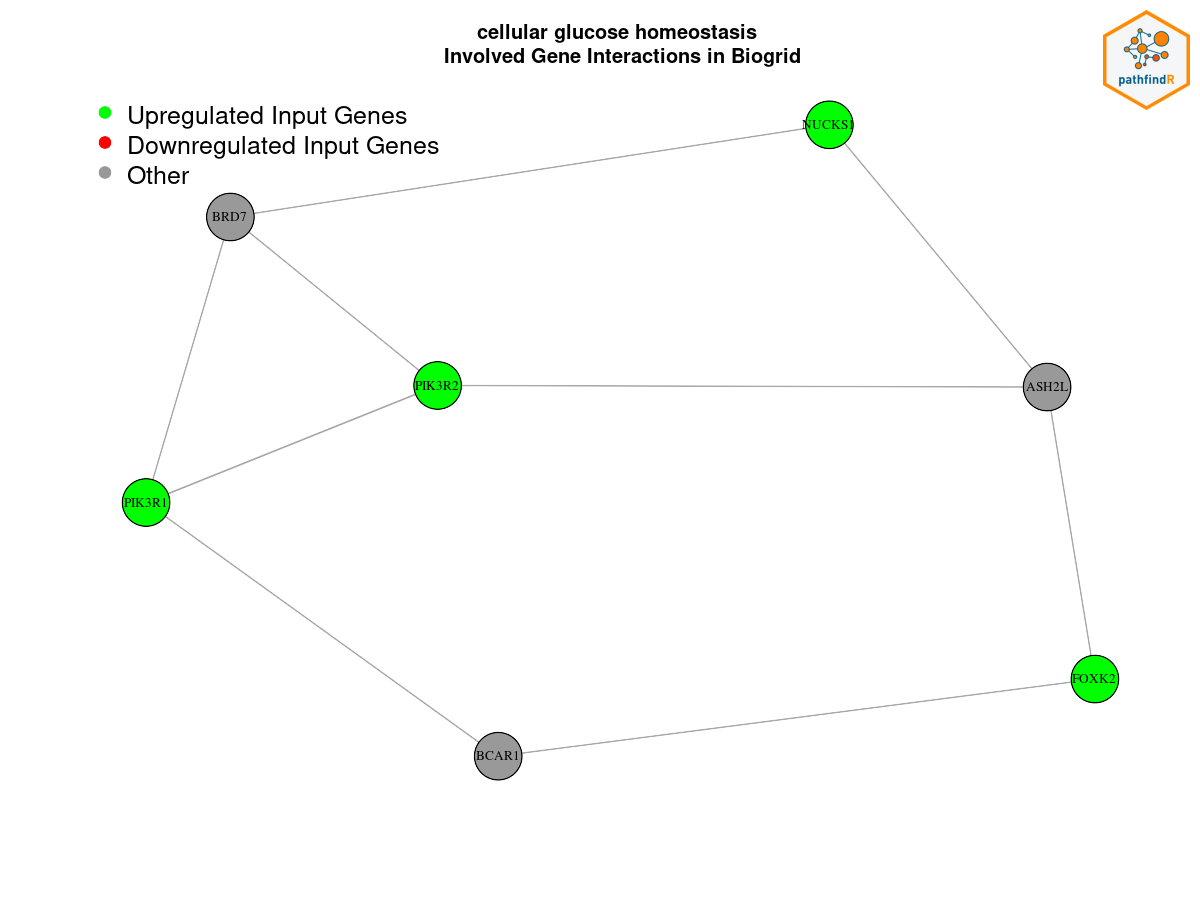 cellular glucose homeostasis
Involved Gene Interactions in Biogrid
pathfindR
Upregulated Input Genes
Downregulated Input Genes
Other
NUCKS1
BRD7
PIK3R2
ASH2L
PIK3R1
FOXK2
BCAR1